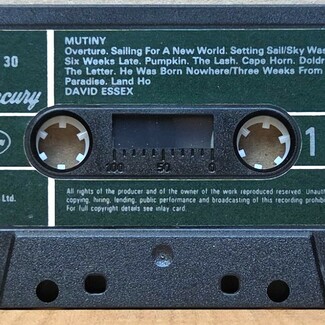 MUTINY
30
Overture. Sailing For A New World. Setting Sail/Sky Was
Six Weeks Late. Pumpkin. The Lash. Cape Horn. Doldr
The Letter. He Was Born Nowhere/Three Weeks From
Paradise. Land Ho
DAVID ESSEX
cury
1
100 50 0
Ltd.
All rights of the producer and of the owner of the work reproduced reserved. Unauth
copying, hiring, lending, public performance and broadcasting of this recording prohi
For full copyright details see inlay card.